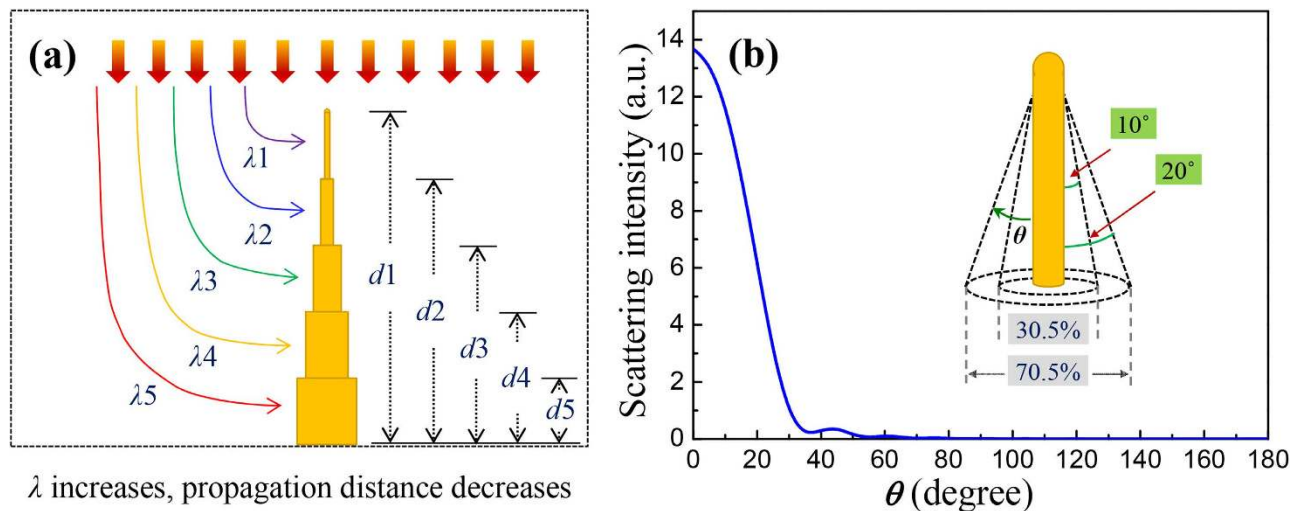 (a)
λ1
λ2
λ3
λ4
λ5
d1
d2
d3
d4
d5
λ increases, propagation distance decreases
(b)
Scattering intensity (a.u.)
14
12
10
8
6
4
2
0
0 20 40 60 80 100 120 140 160 180
θ (degree)
10°
20°
θ
30.5%
70.5%